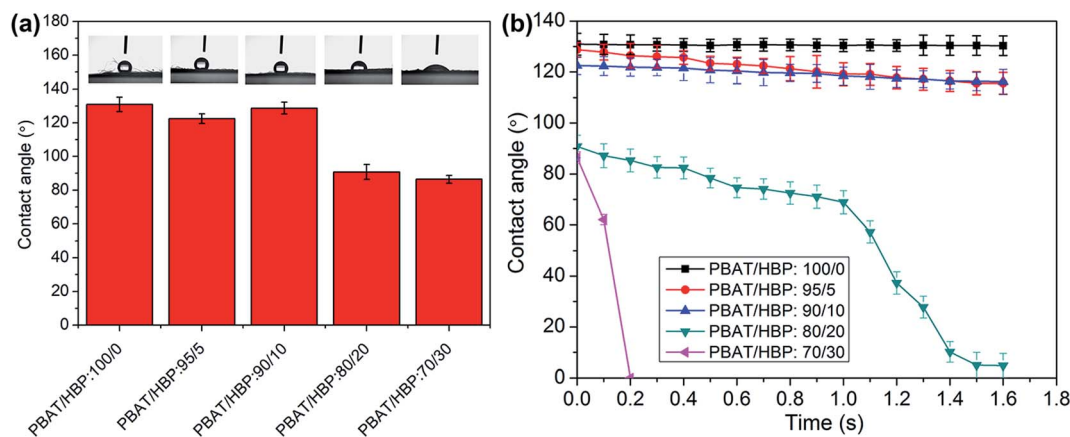 (a)
180
160
140
120
100
80
60
40
20
0
Contact angle (°)
PBAT/HBP:100/0
PBAT/HBP:95/5
PBAT/HBP:90/10
PBAT/HBP:80/20
PBAT/HBP:70/30
(b)
140
120
100
80
60
40
20
0
Contact angle (°)
PBAT/HBP: 100/0
PBAT/HBP: 95/5
PBAT/HBP: 90/10
PBAT/HBP: 80/20
PBAT/HBP: 70/30
0.0 0.2 0.4 0.6 0.8 1.0 1.2 1.4 1.6 1.8
Time (s)